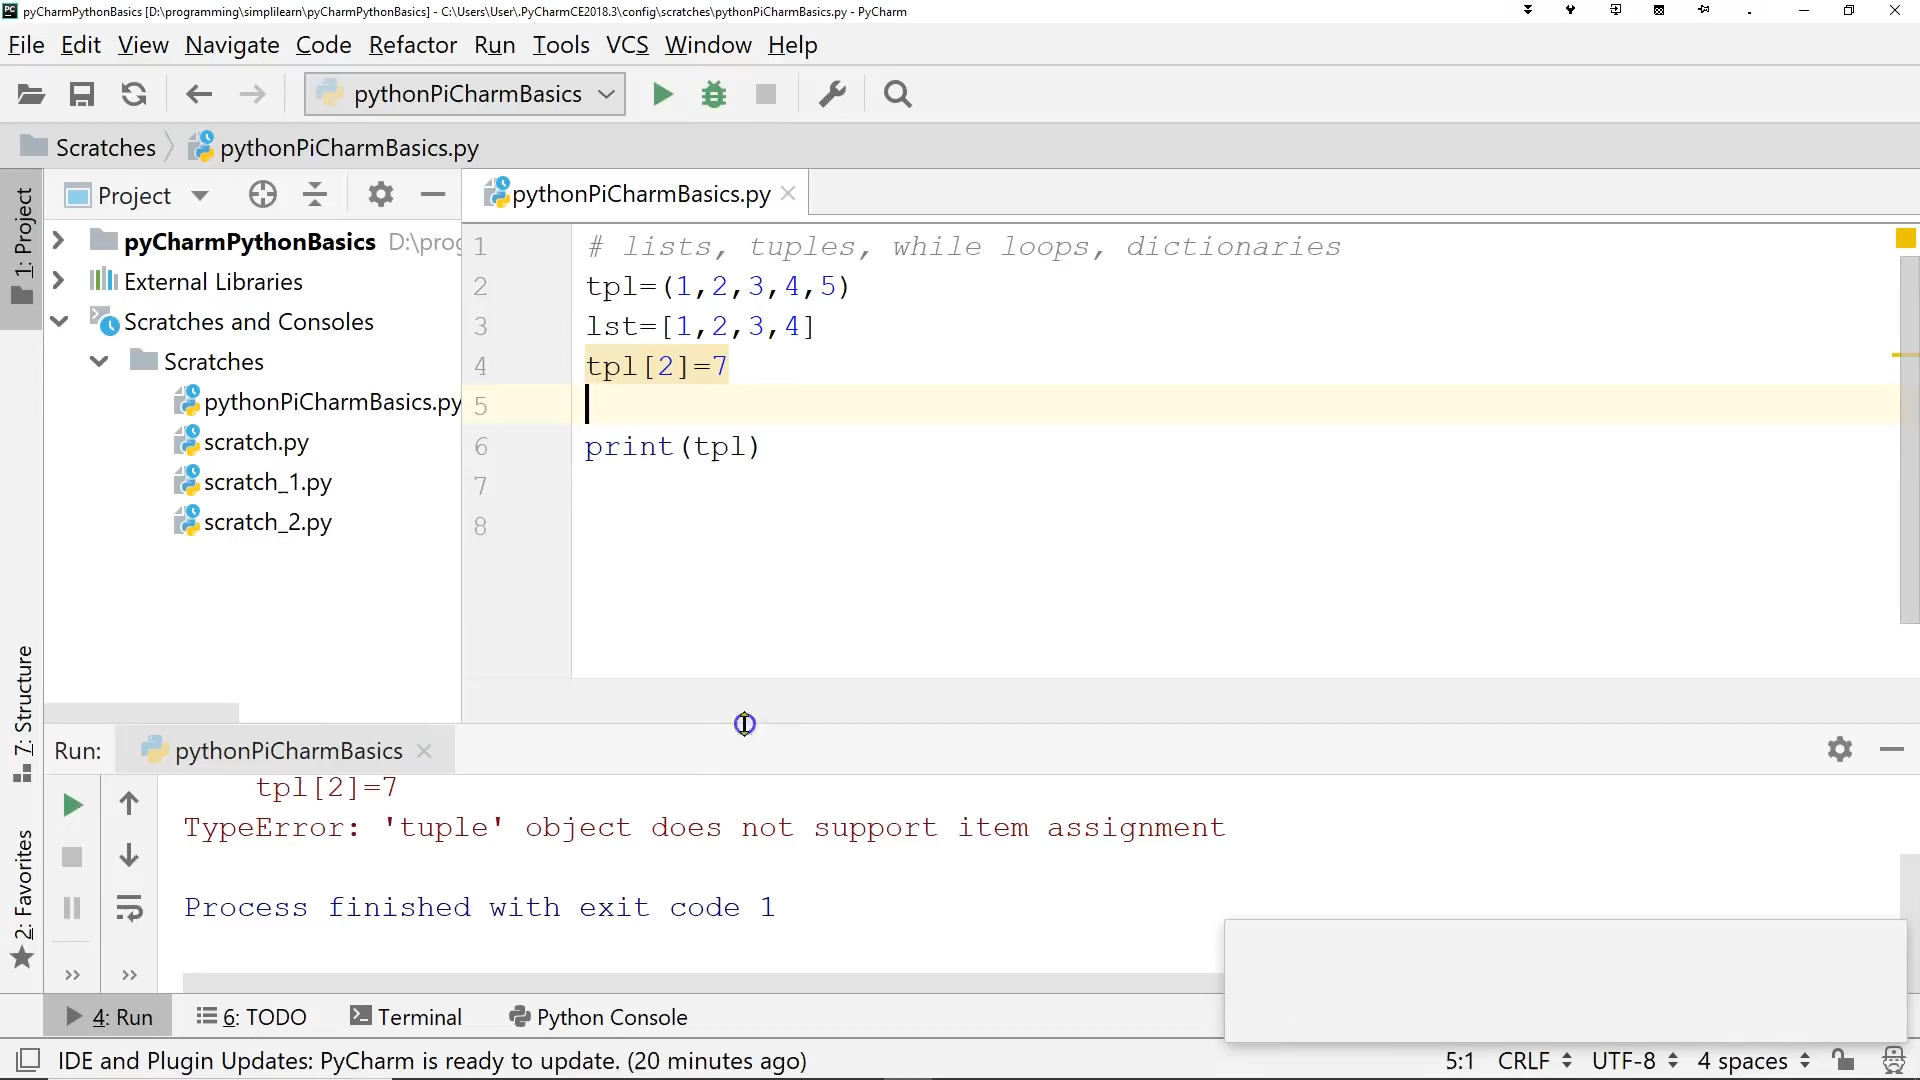 pyCharmPythonBasics [D:\programming\simplilearn\pyCharmPythonBasics] - C:\Users\User\.PyCharmCE2018.3\config\scratches\pythonPiCharmBasics.py - PyCharm
File Edit View Navigate Code Refactor Run Tools VCS Window Help
pythonPiCharmBasics
Scratches pythonPiCharmBasics.py
1: Project
Project
pythonPiCharmBasics.py
pyCharmPythonBasics D:\prog
External Libraries
Scratches and Consoles
Scratches
pythonPiCharmBasics.py
scratch.py
scratch_1.py
scratch_2.py
1 # lists, tuples, while loops, dictionaries
2 tpl=(1,2,3,4,5)
3 lst=[1,2,3,4]
4 tpl[2]=7
5
6 print(tpl)
7
8
7: Structure
2: Favorites
Run: pythonPiCharmBasics
tpl[2]=7
TypeError: 'tuple' object does not support item assignment
Process finished with exit code 1
4: Run 6: TODO Terminal Python Console
IDE and Plugin Updates: PyCharm is ready to update. (20 minutes ago) 5:1 CRLF UTF-8 4 spaces